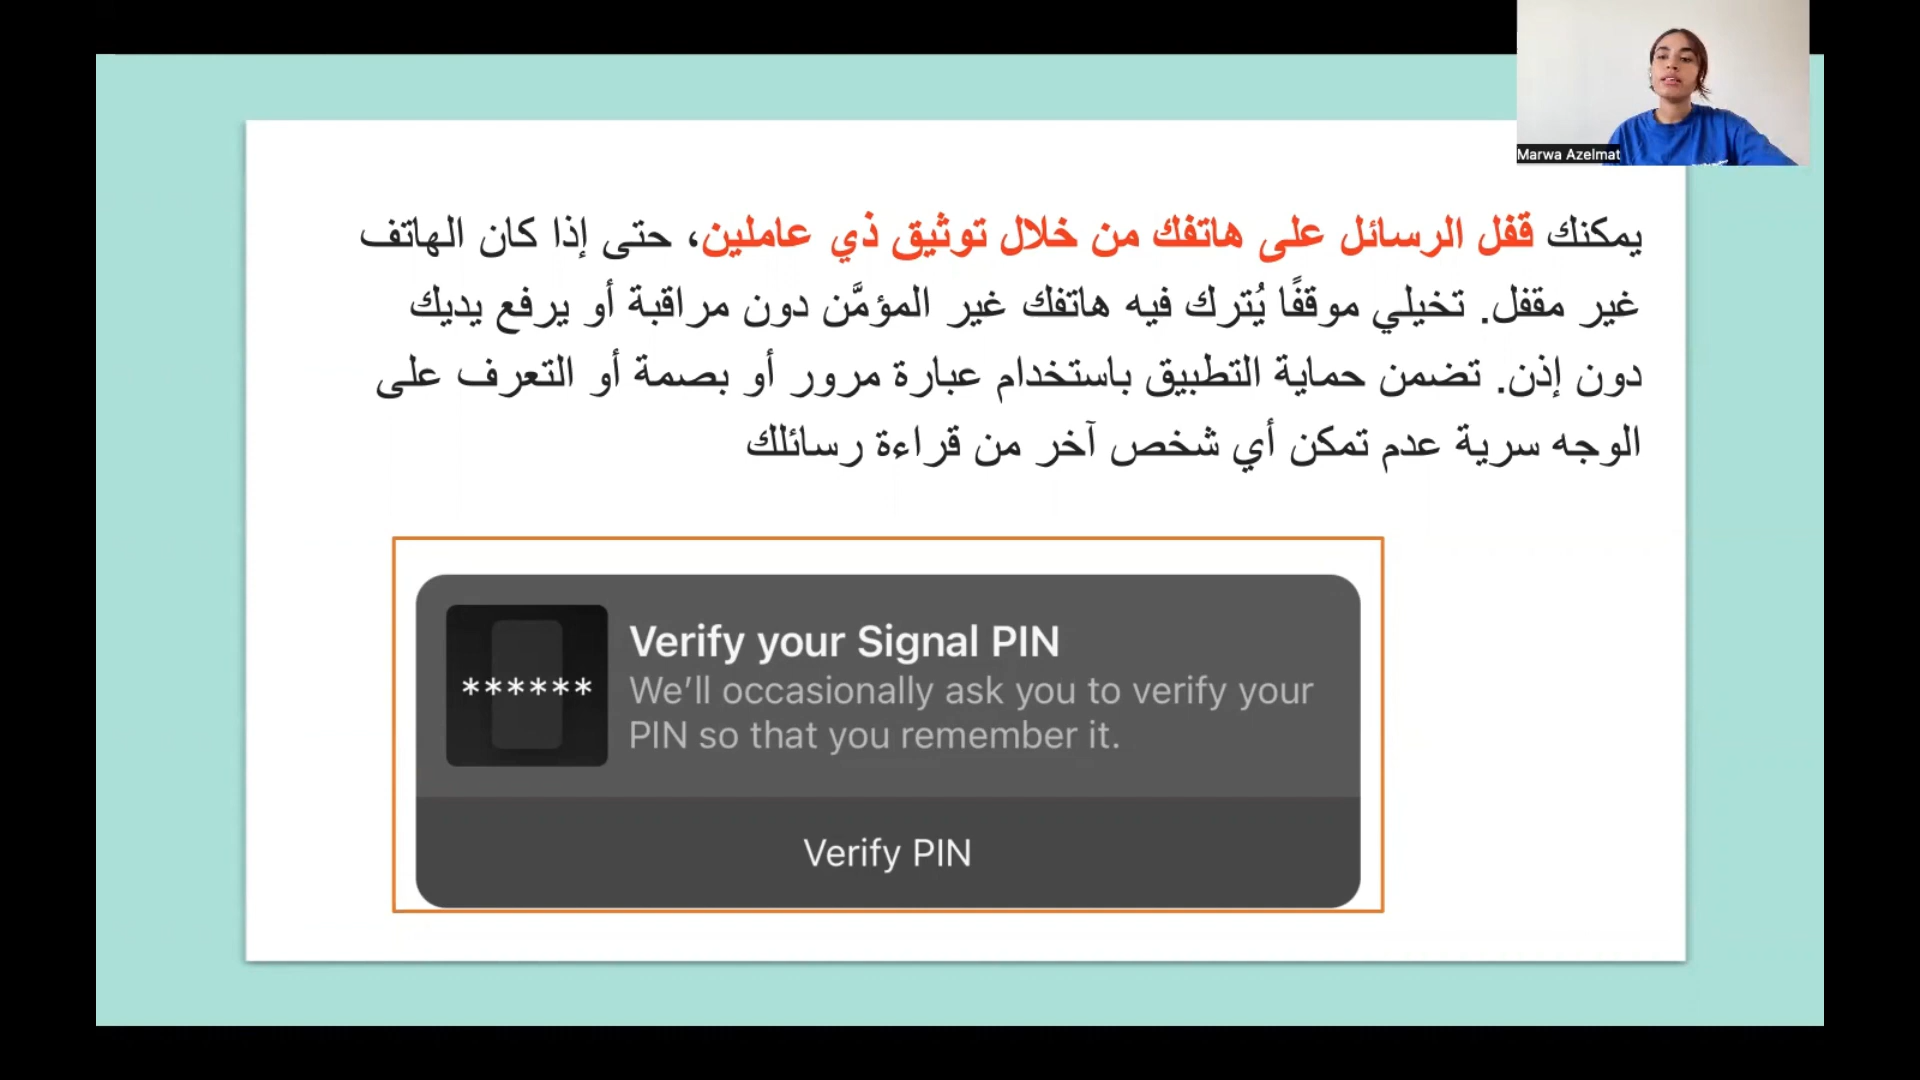 Marwa Azelmat
يمكنك قفل الرسائل على هاتفك من خلال توثيق ذي عاملين، حتى إذا كان الهاتف
غير مقفل. تخيلي موقفًا يُترك فيه هاتفك غير المؤمَّن دون مراقبة أو يرفع يديك
دون إذن. تضمن حماية التطبيق باستخدام عبارة مرور أو بصمة أو التعرف على
الوجه سرية عدم تمكن أي شخص آخر من قراءة رسائلك
Verify your Signal PIN
******
We’ll occasionally ask you to verify your
PIN so that you remember it.
Verify PIN